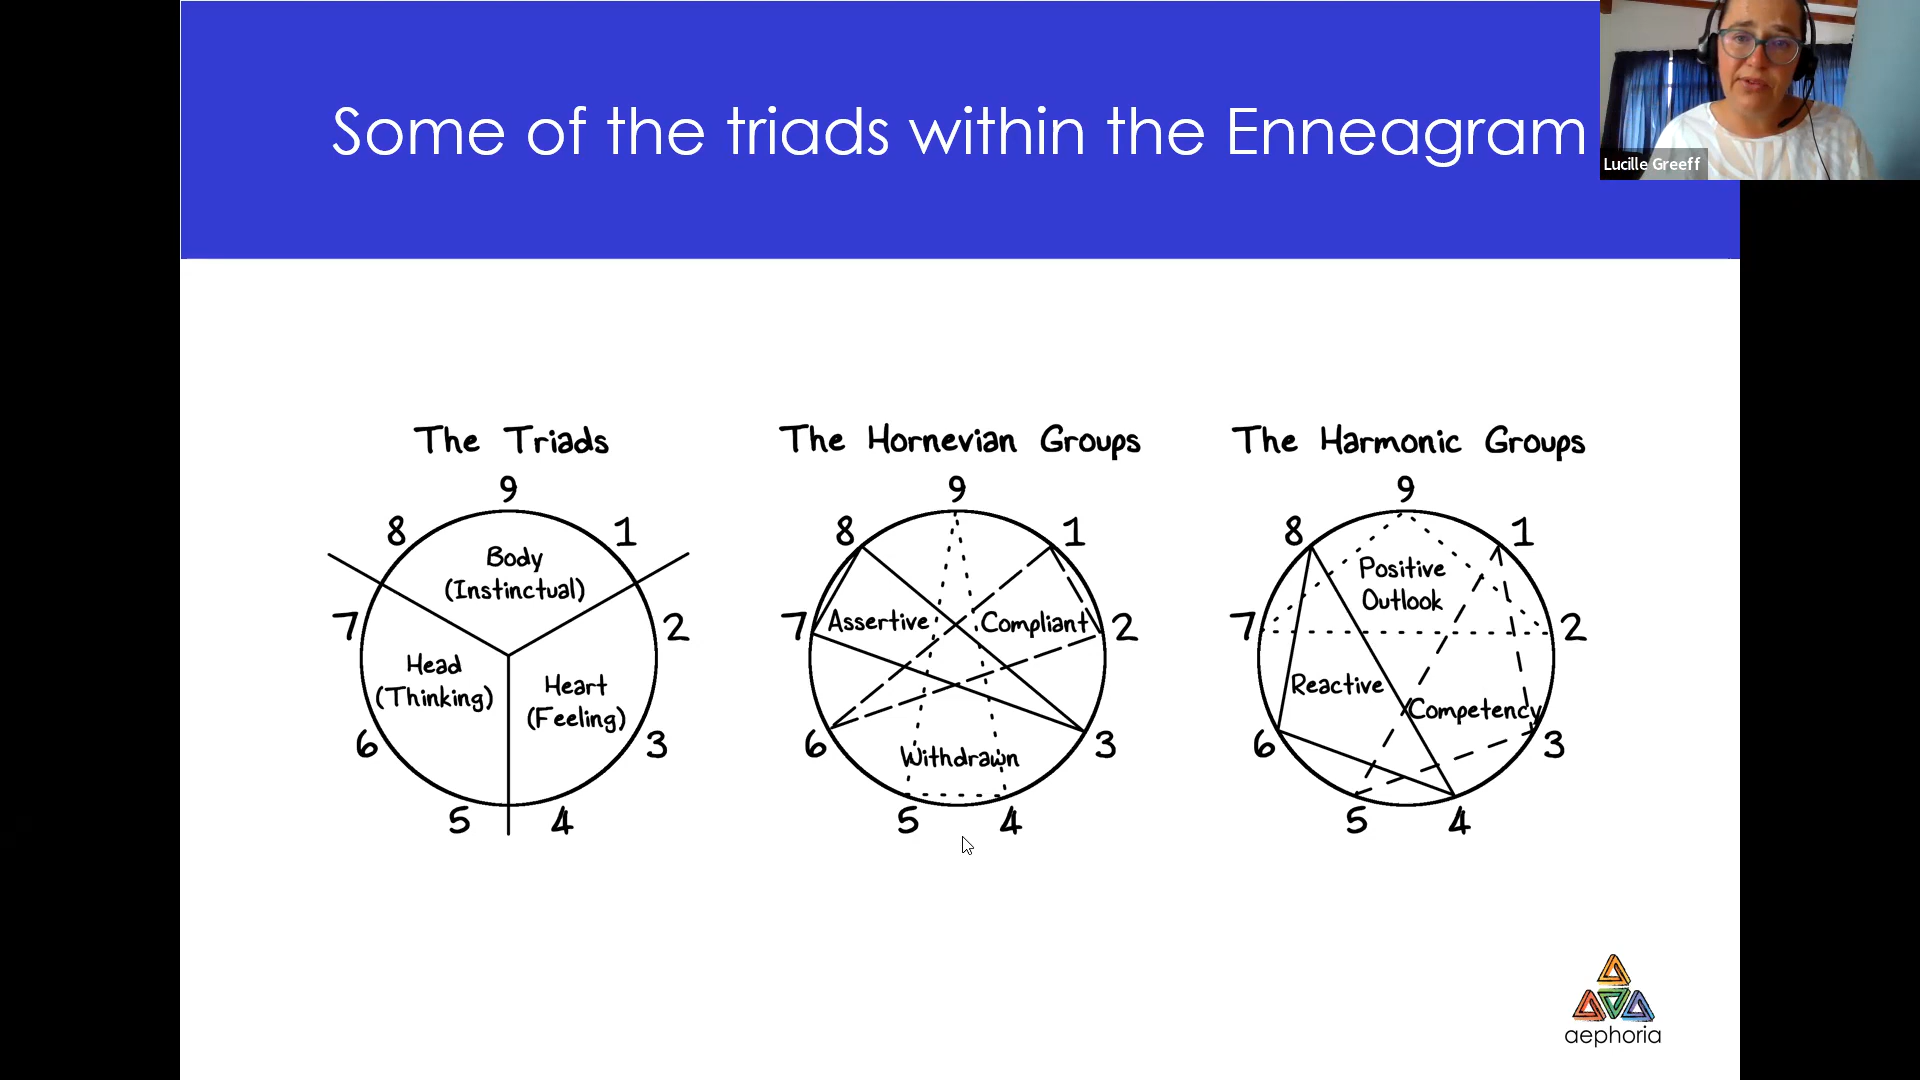 Some of the triads within the Enneagram
Lucille Greeff
The Triads
9
8
1
Body
(Instinctual)
7
2
Head
(Thinking)
Heart
(Feeling)
6
3
5
4
The Hornevian Groups
9
8
1
7
Assertive
Compliant
2
6
3
Withdrawn
5
4
The Harmonic Groups
9
8
1
Positive
Outlook
7
2
Reactive
Competency
6
3
5
4
aephoria